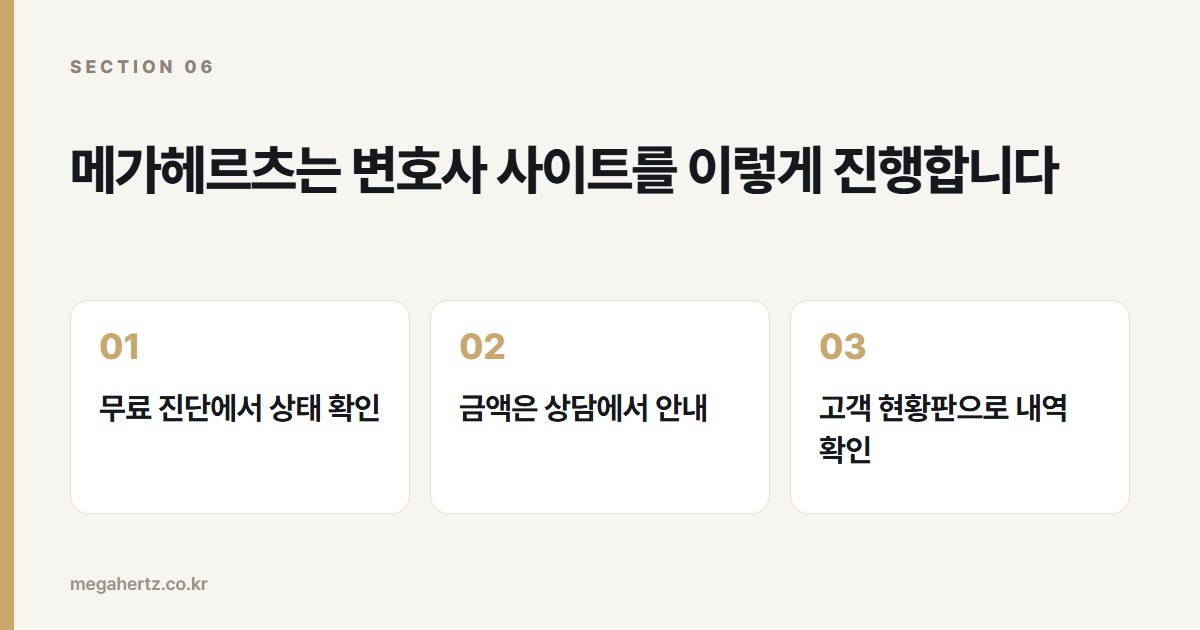 SECTION 06
메가헤르츠는 변호사 사이트를 이렇게 진행합니다
01
무료 진단에서 상태 확인
02
금액은 상담에서 안내
03
고객 현황판으로 내역
확인
megahertz.co.kr